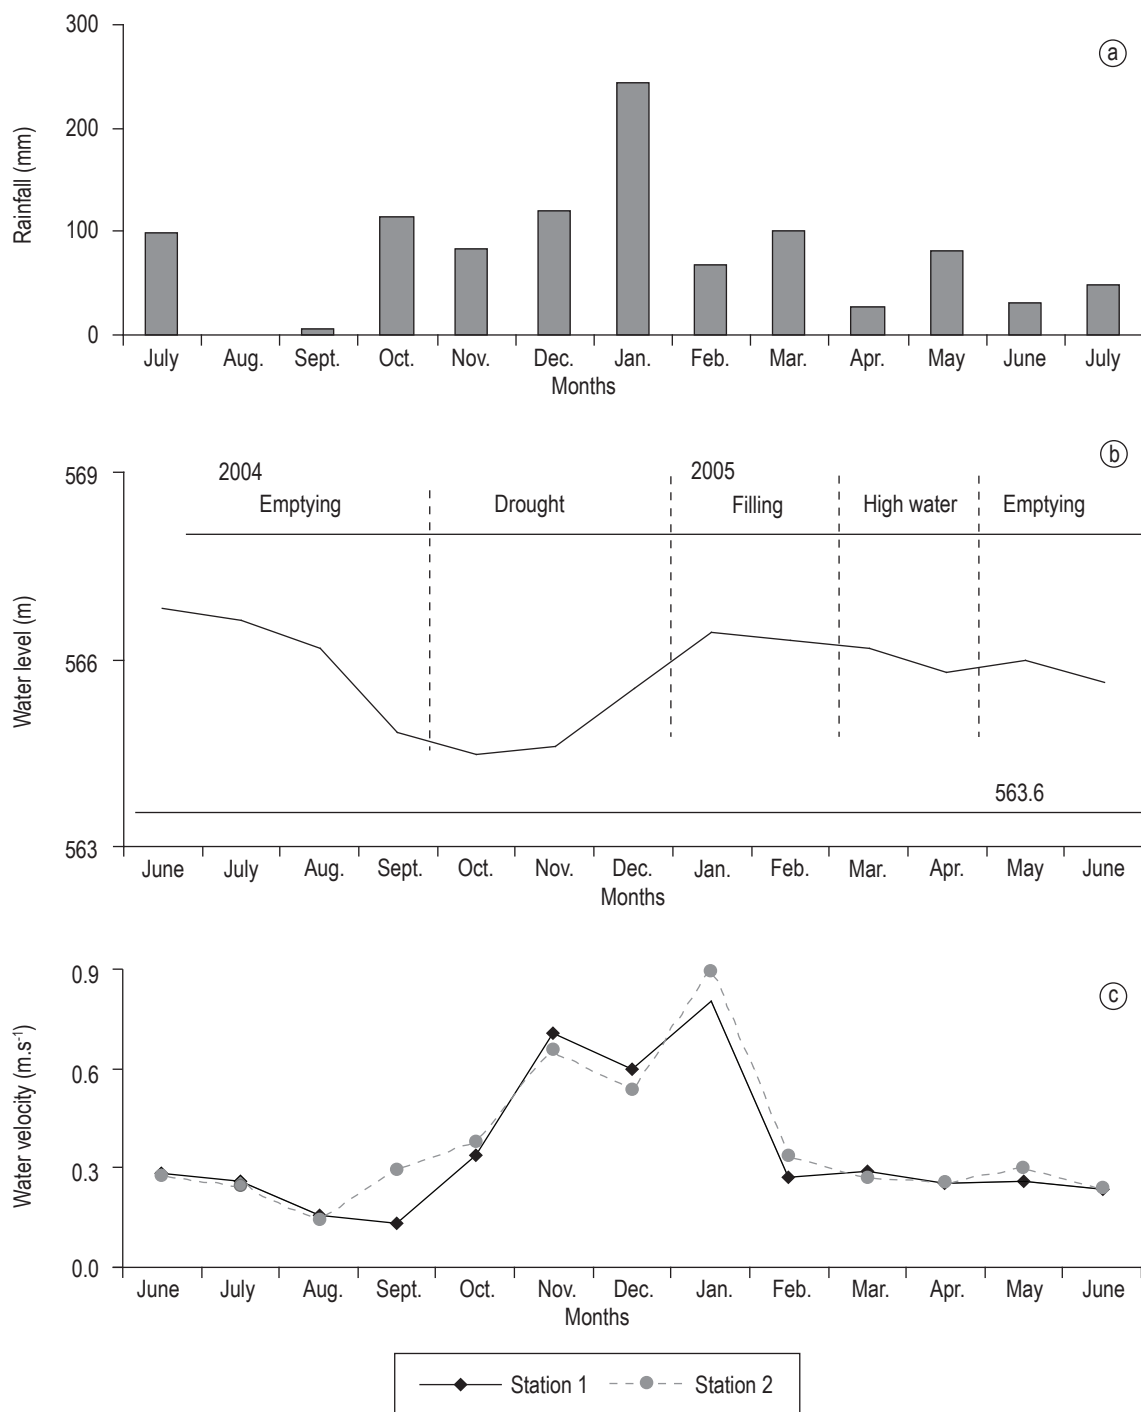 300
ⓐ
200
Rainfall (mm)
100
0
July Aug. Sept. Oct. Nov. Dec. Jan. Feb. Mar. Apr. May June July
Months
ⓑ
569
2004 2005
Emptying Drought Filling High water Emptying
Water level (m)
566
563.6
563
June July Aug. Sept. Oct. Nov. Dec. Jan. Feb. Mar. Apr. May June
Months
0.9
ⓒ
Water velocity (m.s⁻¹)
0.6
0.3
0.0
June July Aug. Sept. Oct. Nov. Dec. Jan. Feb. Mar. Apr. May June
Months
Station 1 Station 2